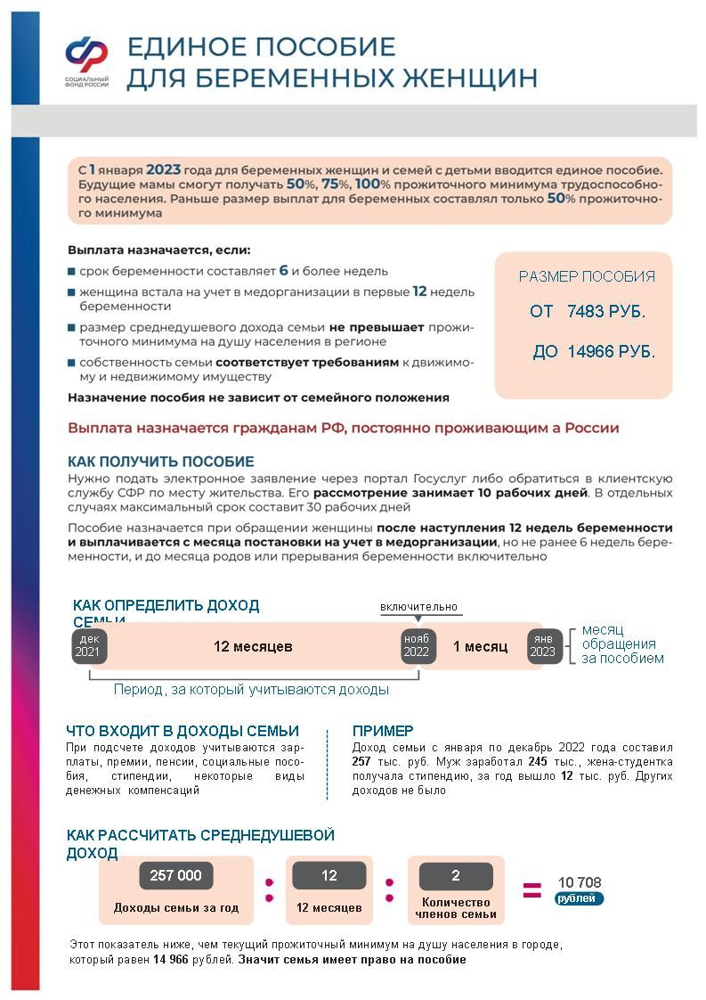 ЕДИНОЕ ПОСОБИЕ
ДЛЯ БЕРЕМЕННЫХ ЖЕНЩИН
СОЦИАЛЬНЫЙ
ФОНД РОССИИ
С 1 января 2023 года для беременных женщин и семей с детьми вводится единое пособие.
Будущие мамы смогут получать 50%, 75%, 100% прожиточного минимума трудоспособно-
го населения. Раньше размер выплат для беременных составлял только 50% прожиточно-
го минимума
Выплата назначается, если:
срок беременности составляет 6 и более недель
женщина встала на учет в медорганизации в первые 12 недель
беременности
размер среднедушевого дохода семьи не превышает прожи-
точного минимума на душу населения в регионе
собственность семьи соответствует требованиям к движимо-
му и недвижимому имуществу
Назначение пособия не зависит от семейного положения
РАЗМЕР ПОСОБИЯ
ОТ 7483 РУБ.
ДО 14966 РУБ.
Выплата назначается гражданам РФ, постоянно проживающим а России
КАК ПОЛУЧИТЬ ПОСОБИЕ
Нужно подать электронное заявление через портал Госуслуг либо обратиться в клиентскую
службу СФР по месту жительства. Его рассмотрение занимает 10 рабочих дней. В отдельных
случаях максимальный срок составит 30 рабочих дней
Пособие назначается при обращении женщины после наступления 12 недель беременности
и выплачивается с месяца постановки на учет в медорганизации, но не ранее 6 недель бере-
менности, и до месяца родов или прерывания беременности включительно
КАК ОПРЕДЕЛИТЬ ДОХОД
СЕМЬИ
включительно
дек
2021
12 месяцев
нояб
2022
1 месяц
янв
2023
месяц
обращения
за пособием
Период, за который учитываются доходы
ЧТО ВХОДИТ В ДОХОДЫ СЕМЬИ
При подсчете доходов учитываются зар-
платы, премии, пенсии, социальные посо-
бия, стипендии, некоторые виды
денежных компенсаций
ПРИМЕР
Доход семьи с января по декабрь 2022 года составил
257 тыс. руб. Муж заработал 245 тыс., жена-студентка
получала стипендию, за год вышло 12 тыс. руб. Других
доходов не было
КАК РАССЧИТАТЬ СРЕДНЕДУШЕВОЙ
ДОХОД
257 000
Доходы семьи за год
:
12
12 месяцев
:
2
Количество
членов семьи
=
10 708
рублей
Этот показатель ниже, чем текущий прожиточный минимум на душу населения в городе,
который равен 14 966 рублей. Значит семья имеет право на пособие